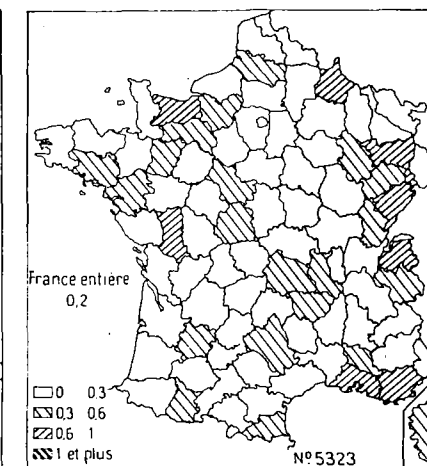 France entière
0,2
0 0,3
0,3 0,6
0,6 1
1 et plus
Nº5323